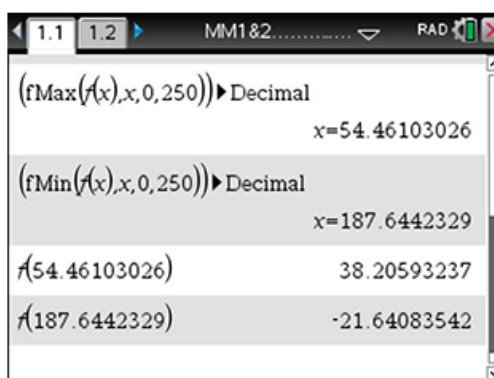 1.1 1.2 MM1&2............... RAD
(fMax(f(x),x,0,250))▶Decimal
x=54.46103026
(fMin(f(x),x,0,250))▶Decimal
x=187.6442329
f(54.46103026) 38.20593237
f(187.6442329) -21.64083542